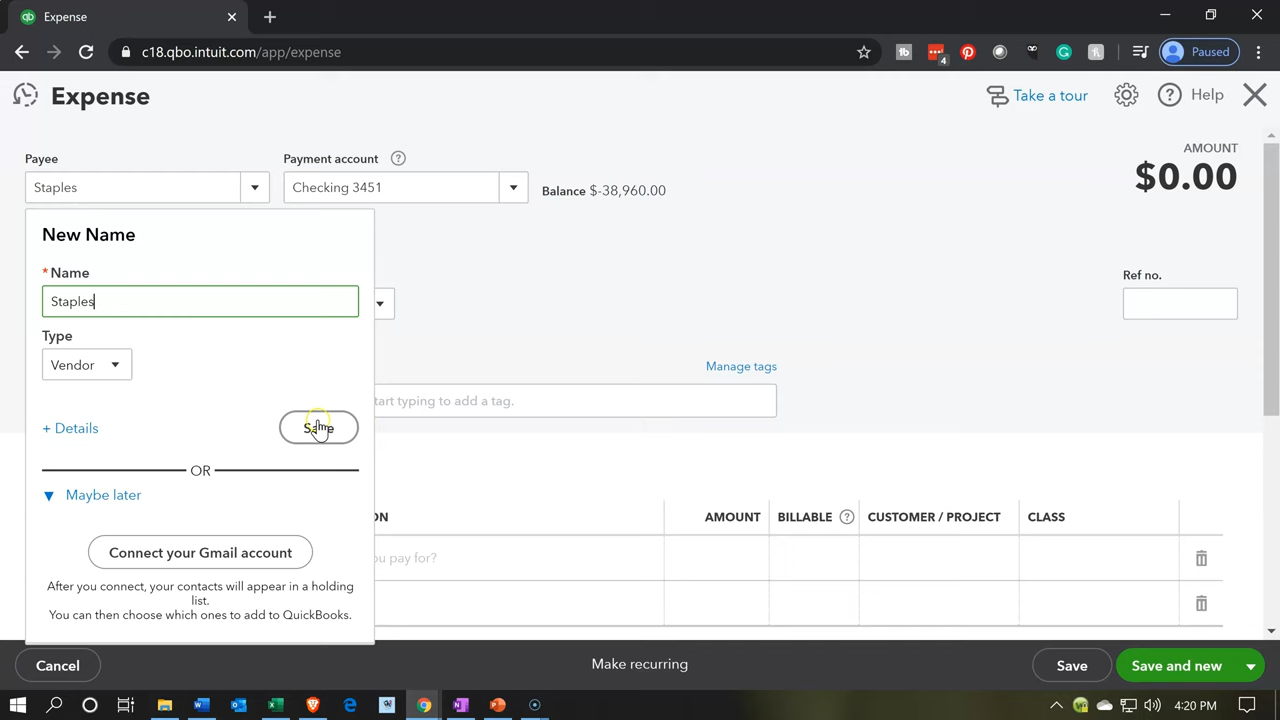 Expense
c18.qbo.intuit.com/app/expense
4
Paused
Expense
Take a tour
Help
Payee
Payment account
AMOUNT
$0.00
Staples
Checking 3451
Balance $-38,960.00
New Name
* Name
Ref no.
Staples
Type
Vendor
Manage tags
tart typing to add a tag.
+ Details
OR
Maybe later
ON
AMOUNT
BILLABLE
CUSTOMER / PROJECT
CLASS
Connect your Gmail account
ou pay for?
After you connect, your contacts will appear in a holding
list.
You can then choose which ones to add to QuickBooks.
Cancel
Make recurring
Save
Save and new
4:20 PM